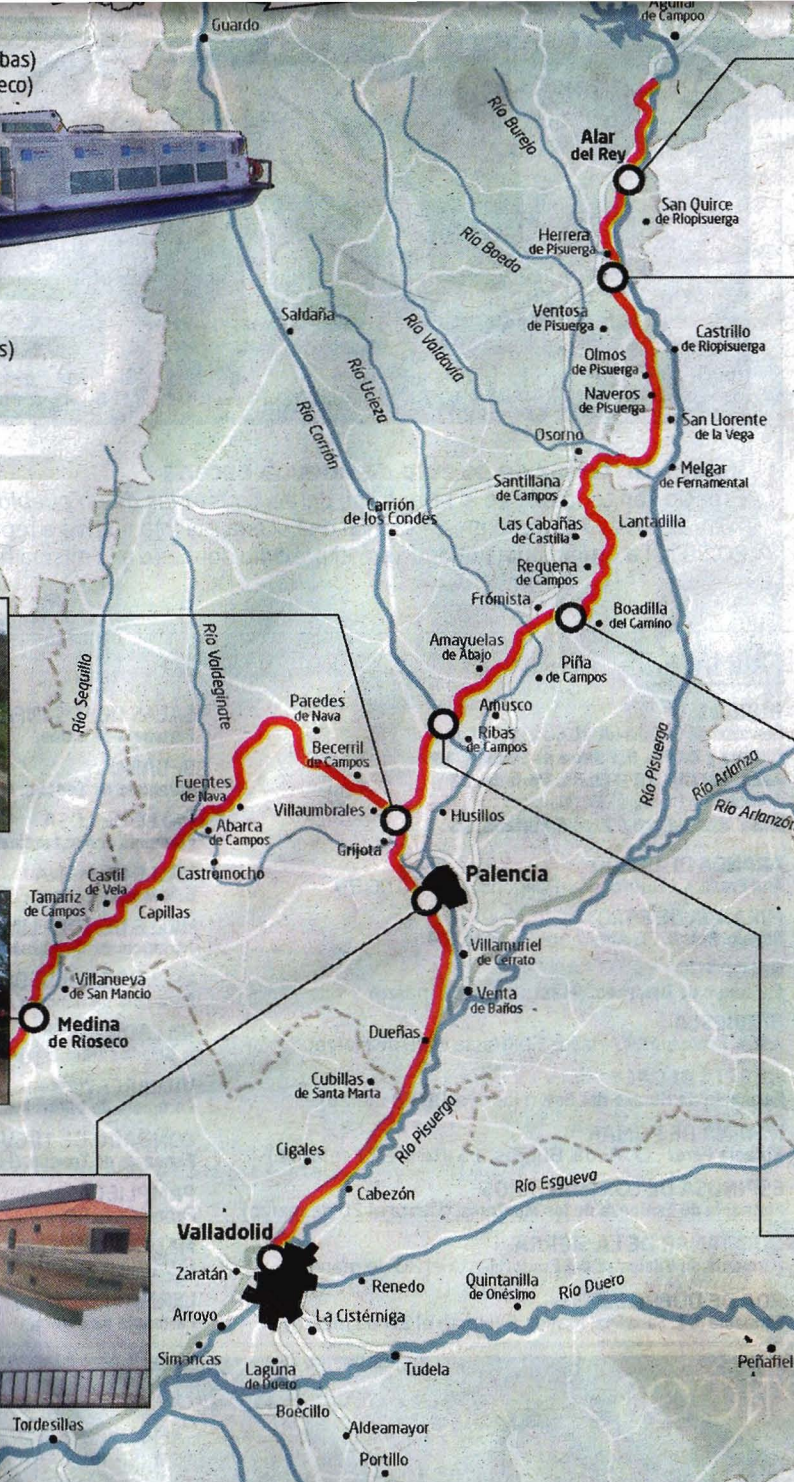 Aguilar
de Campoo
Guardo
bas)
eco)
Río Burejo
Alar
del Rey
San Quirce
de Riopisuerga
Herrera
de Pisuerga
Río Boedo
Saldaña
Ventosa
de Pisuerga
Castrillo
de Riopisuerga
s)
Río Valdavia
Olmos
de Pisuerga
Río Ucieza
Naveros
de Pisuerga
San Llorente
de la Vega
Río Carrión
Osorno
Melgar
de Fernamental
Santillana
de Campos
Carrión
de los Condes
Las Cabañas
de Castilla
Lantadilla
Requena
de Campos
Frómista
Boadilla
del Camino
Río Valdeginate
Río Sequillo
Amayuelas
de Abajo
Piña
de Campos
Paredes
de Nava
Amusco
Ribas
de Campos
Río Pisuerga
Becerril
de Campos
Río Arlanza
Río Arlanzón
Fuentes
de Nava
Villaumbrales
Husillos
Abarca
de Campos
Grijota
Castromocho
Palencia
Castil
de Vela
Tamariz
de Campos
Capillas
Villamuriel
de Cerrato
Villanueva
de San Mancio
Venta
de Baños
Medina
de Rioseco
Dueñas
Cubillas
de Santa Marta
Río Pisuerga
Cigales
Río Esgueva
Cabezón
Valladolid
Zaratán
Renedo
Quintanilla
de Onésimo
Río Duero
Arroyo
La Cistérniga
Simancas
Laguna
de Duero
Tudela
Peñafiel
Boecillo
Tordesillas
Aldeamayor
Portillo